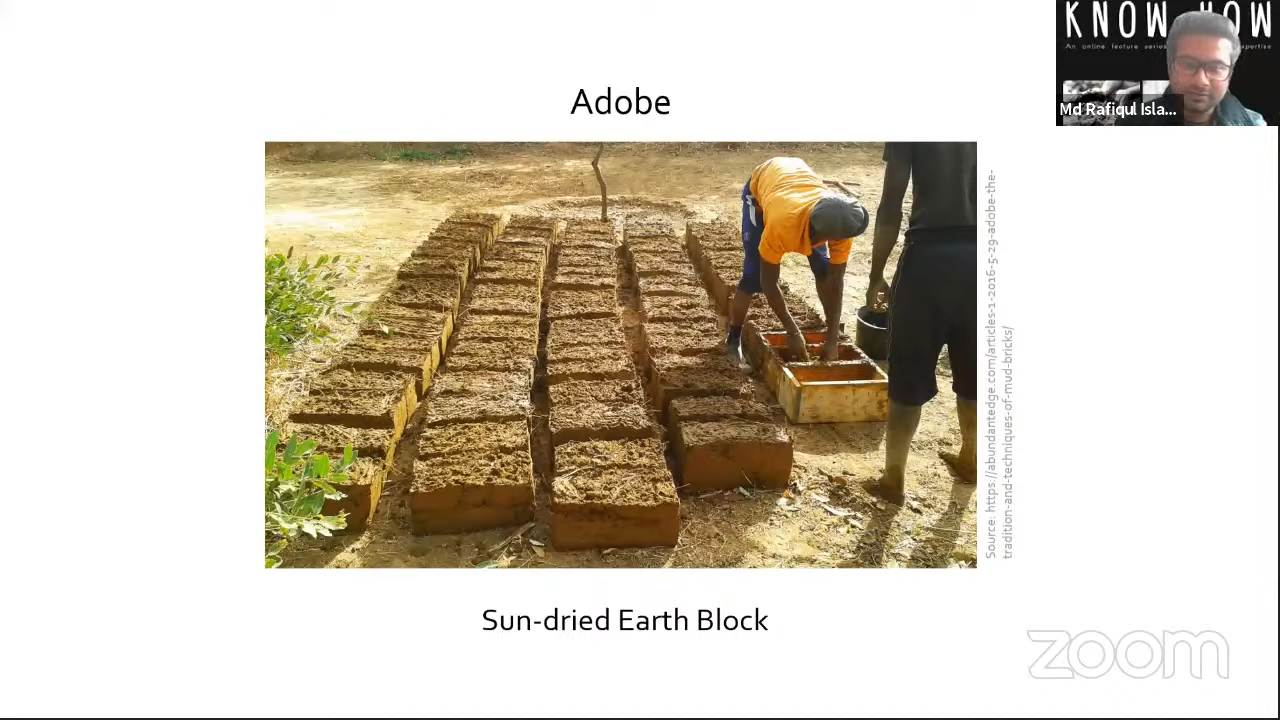 KNOW HOW
An online lecture series expertise
Md Rafiqul Isla...
Adobe
Source: https://abundantedge.com/articles-1-2016-5-29-adobe-the-
tradition-and-techniques-of-mud-bricks/
Sun-dried Earth Block
zoom